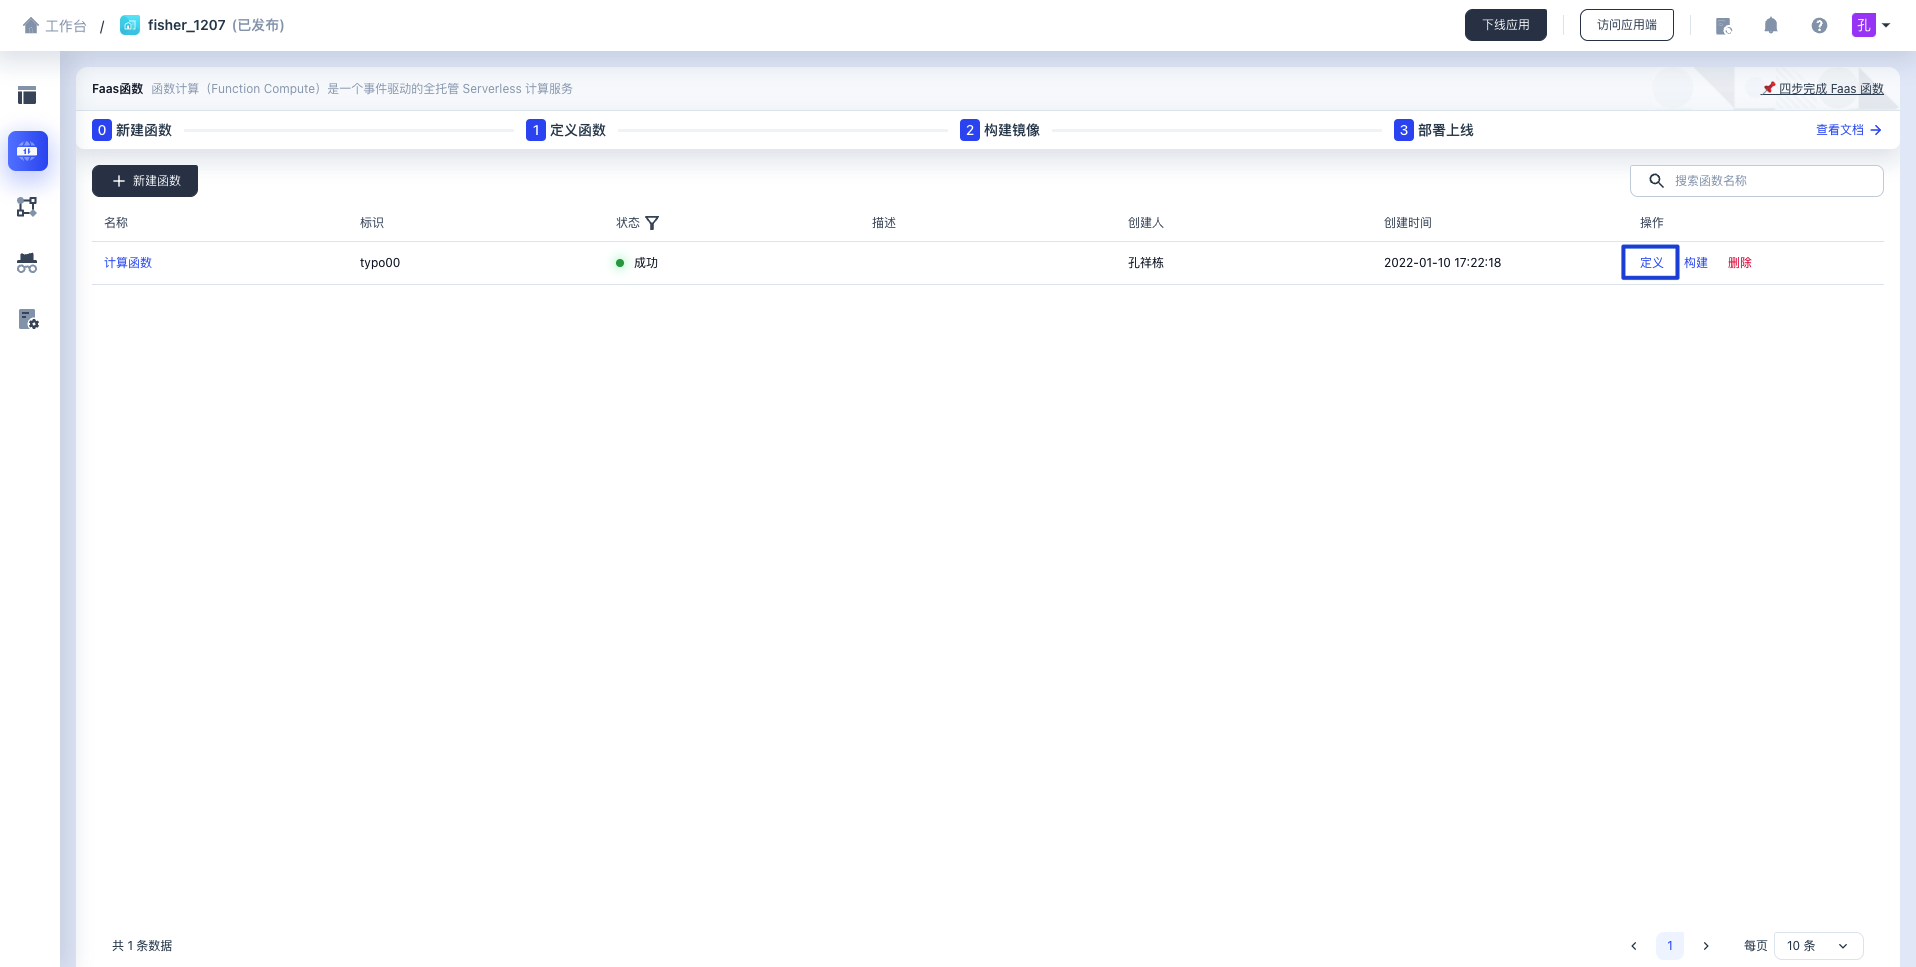 工作台 / fisher_1207 (已发布) 下线应用 访问应用端 孔
Faas函数 函数计算（Function Compute）是一个事件驱动的全托管 Serverless 计算服务 四步完成 Faas 函数
0 新建函数 1 定义函数 2 构建镜像 3 部署上线 查看文档
新建函数 搜索函数名称
名称 标识 状态 描述 创建人 创建时间 操作
计算函数 typo00 成功 孔祥栋 2022-01-10 17:22:18 定义 构建 删除
共 1 条数据 1 每页 10 条